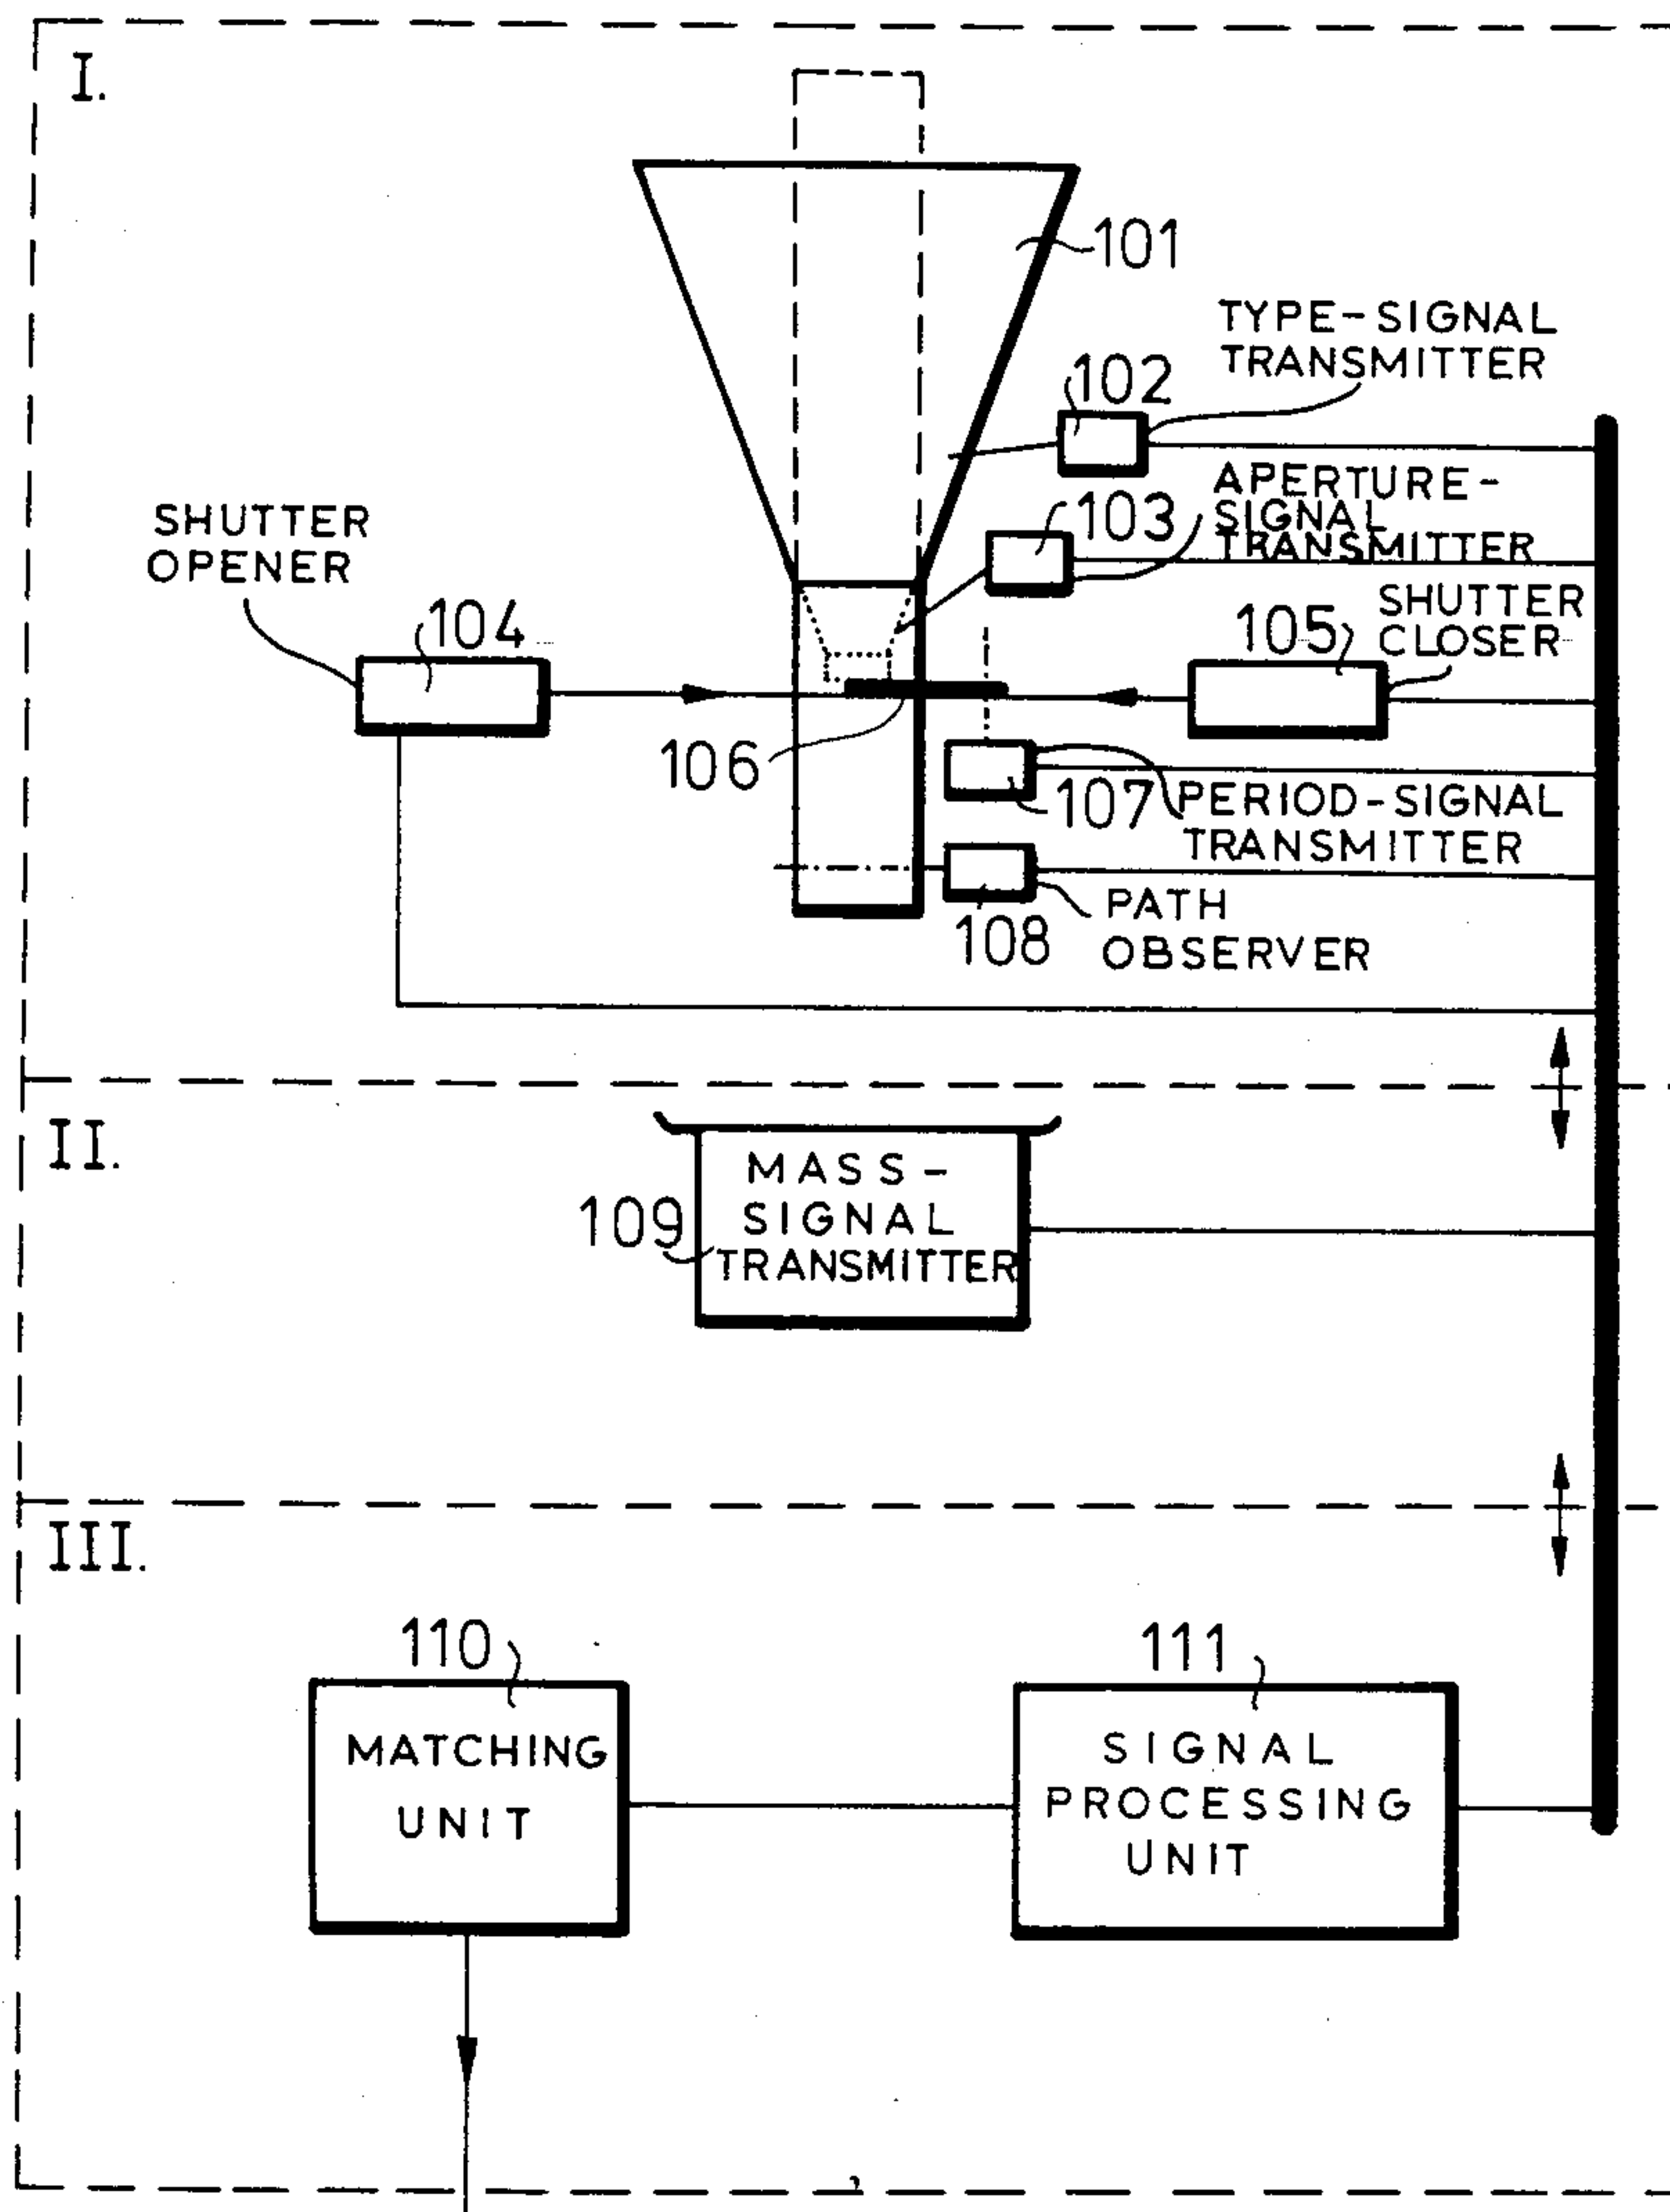 I.
101
TYPE-SIGNAL
TRANSMITTER
102
APERTURE-
SIGNAL
TRANSMITTER
103
SHUTTER
OPENER
104
105
SHUTTER
CLOSER
106
107
PERIOD-SIGNAL
TRANSMITTER
108
PATH
OBSERVER
II.
109
MASS-
SIGNAL
TRANSMITTER
III.
110
MATCHING
UNIT
111
SIGNAL
PROCESSING
UNIT